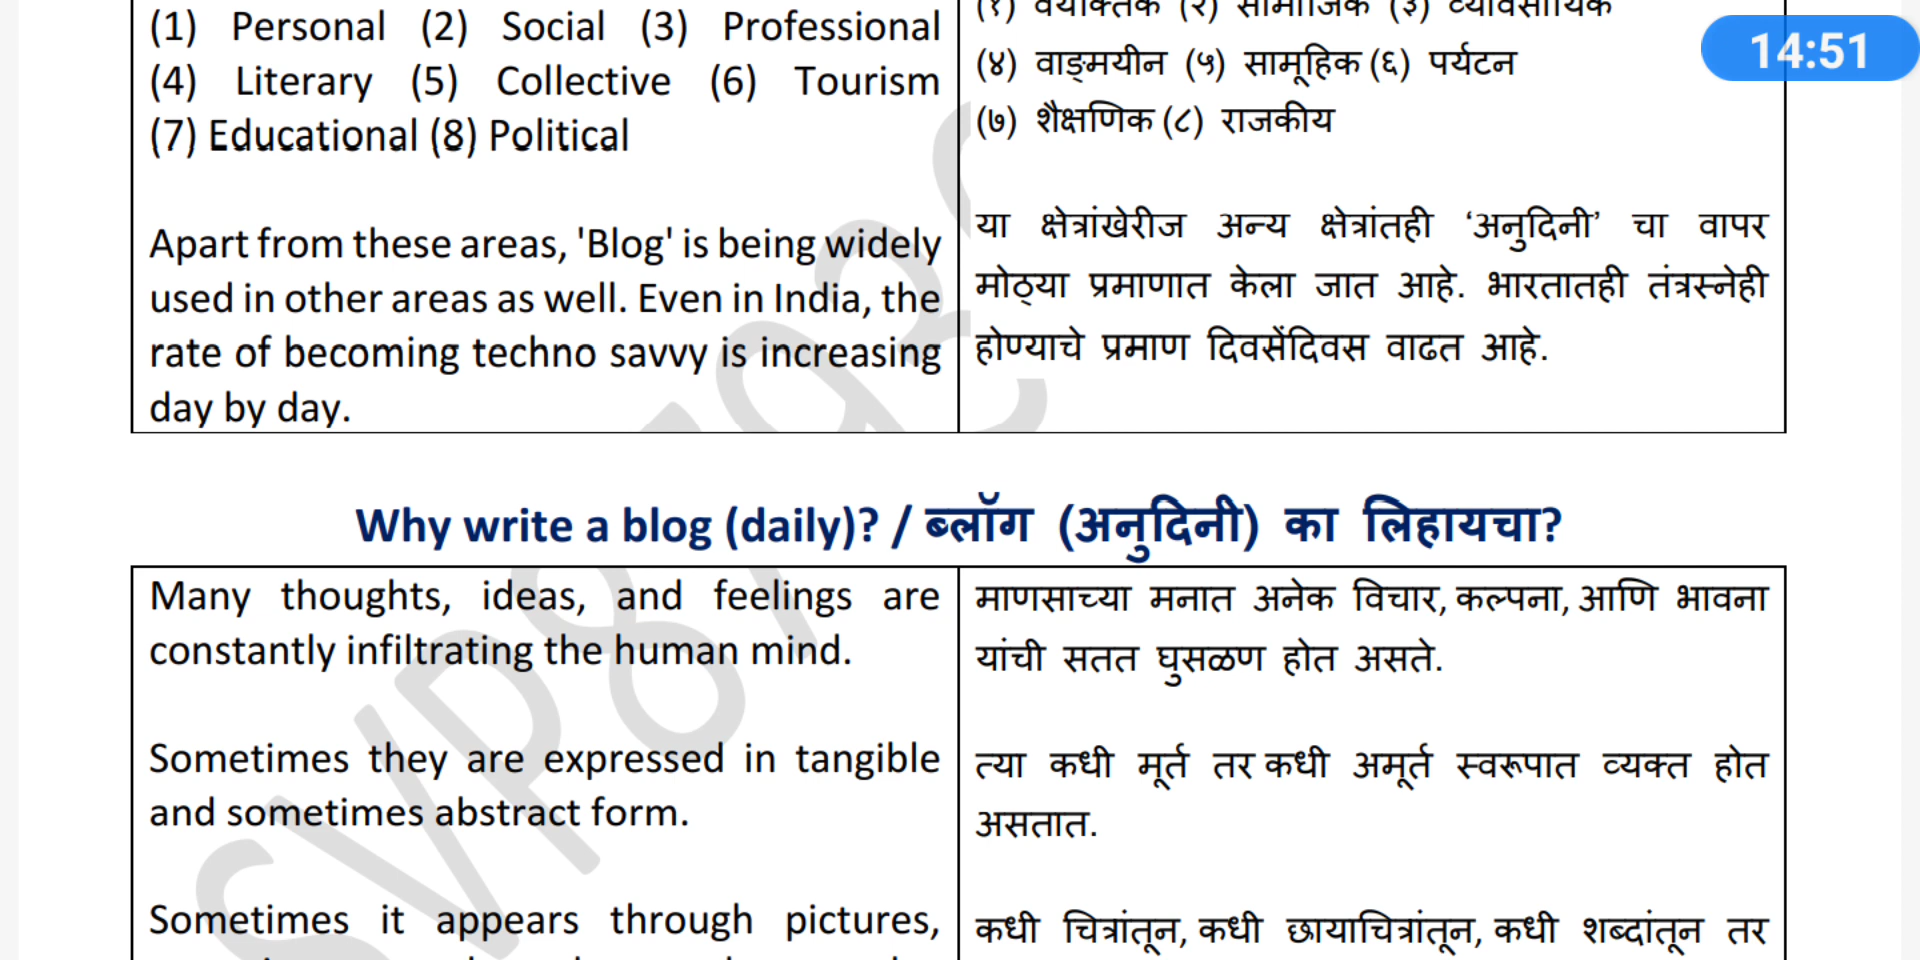 (1) Personal (2) Social (3) Professional
(4) Literary (5) Collective (6) Tourism
(7) Educational (8) Political
Apart from these areas, 'Blog' is being widely
used in other areas as well. Even in India, the
rate of becoming techno savvy is increasing
day by day.
(१) वैयक्तिक (२) सामाजिक (३) व्यावसायिक
(४) वाङ्मयीन (५) सामूहिक (६) पर्यटन
(७) शैक्षणिक (८) राजकीय
या क्षेत्रांखेरीज अन्य क्षेत्रांतही ‘अनुदिनी’ चा वापर
मोठ्या प्रमाणात केला जात आहे. भारतातही तंत्रस्नेही
होण्याचे प्रमाण दिवसेंदिवस वाढत आहे.
14:51
Why write a blog (daily)? / ब्लॉग (अनुदिनी) का लिहायचा?
Many thoughts, ideas, and feelings are
constantly infiltrating the human mind.
Sometimes they are expressed in tangible
and sometimes abstract form.
Sometimes it appears through pictures,
माणसाच्या मनात अनेक विचार, कल्पना, आणि भावना
यांची सतत घुसळण होत असते.
त्या कधी मूर्त तर कधी अमूर्त स्वरूपात व्यक्त होत
असतात.
कधी चित्रांतून, कधी छायाचित्रांतून, कधी शब्दांतून तर